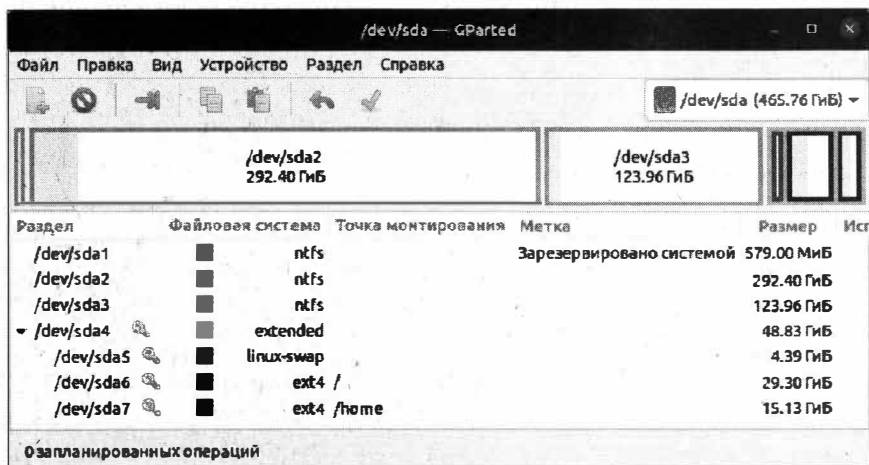 /dev/sda — GParted
Файл Правка Вид Устройство Раздел Справка
/dev/sda (465.76 ГиБ)
/dev/sda2
292.40 ГиБ
/dev/sda3
123.96 ГиБ
Раздел Файловая система Точка монтирования Метка Размер Исп
/dev/sda1 ntfs Зарезервировано системой 579.00 МиБ
/dev/sda2 ntfs 292.40 ГиБ
/dev/sda3 ntfs 123.96 ГиБ
/dev/sda4 extended 48.83 ГиБ
/dev/sda5 linux-swap 4.39 ГиБ
/dev/sda6 ext4 / 29.30 ГиБ
/dev/sda7 ext4 /home 15.13 ГиБ
0 запланированных операций